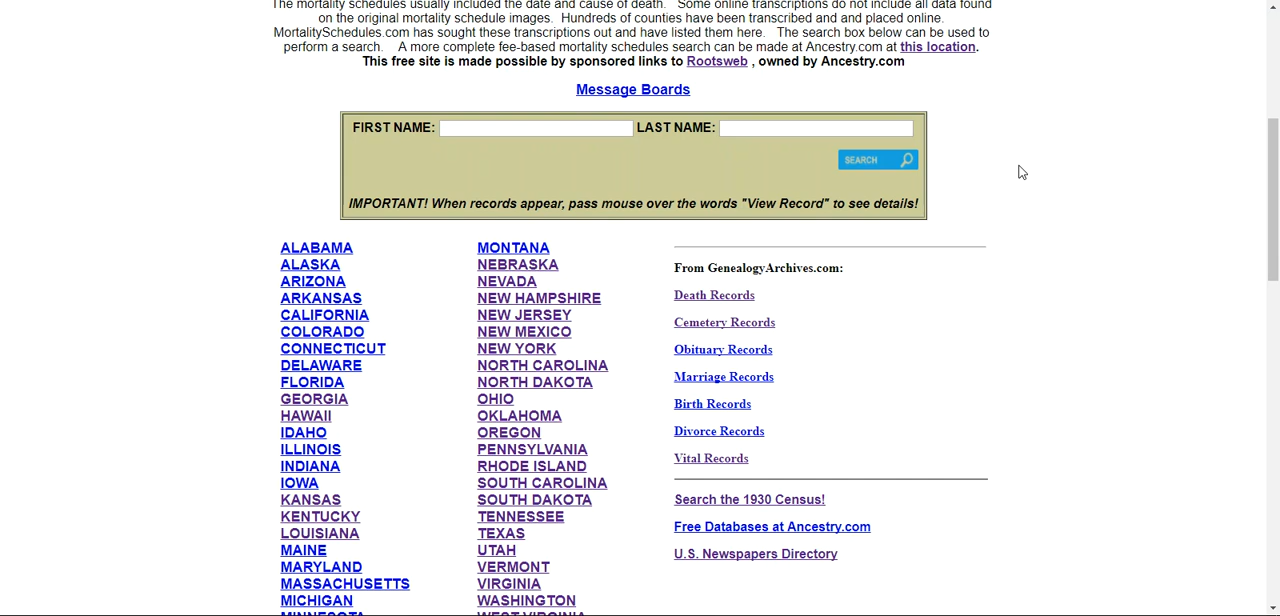 The mortality schedules usually included the date and cause of death. Some online transcriptions do not include all data found
on the original mortality schedule images. Hundreds of counties have been transcribed and and placed online.
MortalitySchedules.com has sought these transcriptions out and have listed them here. The search box below can be used to
perform a search. A more complete fee-based mortality schedules search can be made at Ancestry.com at this location.
This free site is made possible by sponsored links to Rootsweb , owned by Ancestry.com
Message Boards
FIRST NAME: LAST NAME:
SEARCH
IMPORTANT! When records appear, pass mouse over the words "View Record" to see details!
ALABAMA
ALASKA
ARIZONA
ARKANSAS
CALIFORNIA
COLORADO
CONNECTICUT
DELAWARE
FLORIDA
GEORGIA
HAWAII
IDAHO
ILLINOIS
INDIANA
IOWA
KANSAS
KENTUCKY
LOUISIANA
MAINE
MARYLAND
MASSACHUSETTS
MICHIGAN
MINNESOTA
MONTANA
NEBRASKA
NEVADA
NEW HAMPSHIRE
NEW JERSEY
NEW MEXICO
NEW YORK
NORTH CAROLINA
NORTH DAKOTA
OHIO
OKLAHOMA
OREGON
PENNSYLVANIA
RHODE ISLAND
SOUTH CAROLINA
SOUTH DAKOTA
TENNESSEE
TEXAS
UTAH
VERMONT
VIRGINIA
WASHINGTON
WEST VIRGINIA
From GenealogyArchives.com:
Death Records
Cemetery Records
Obituary Records
Marriage Records
Birth Records
Divorce Records
Vital Records
Search the 1930 Census!
Free Databases at Ancestry.com
U.S. Newspapers Directory